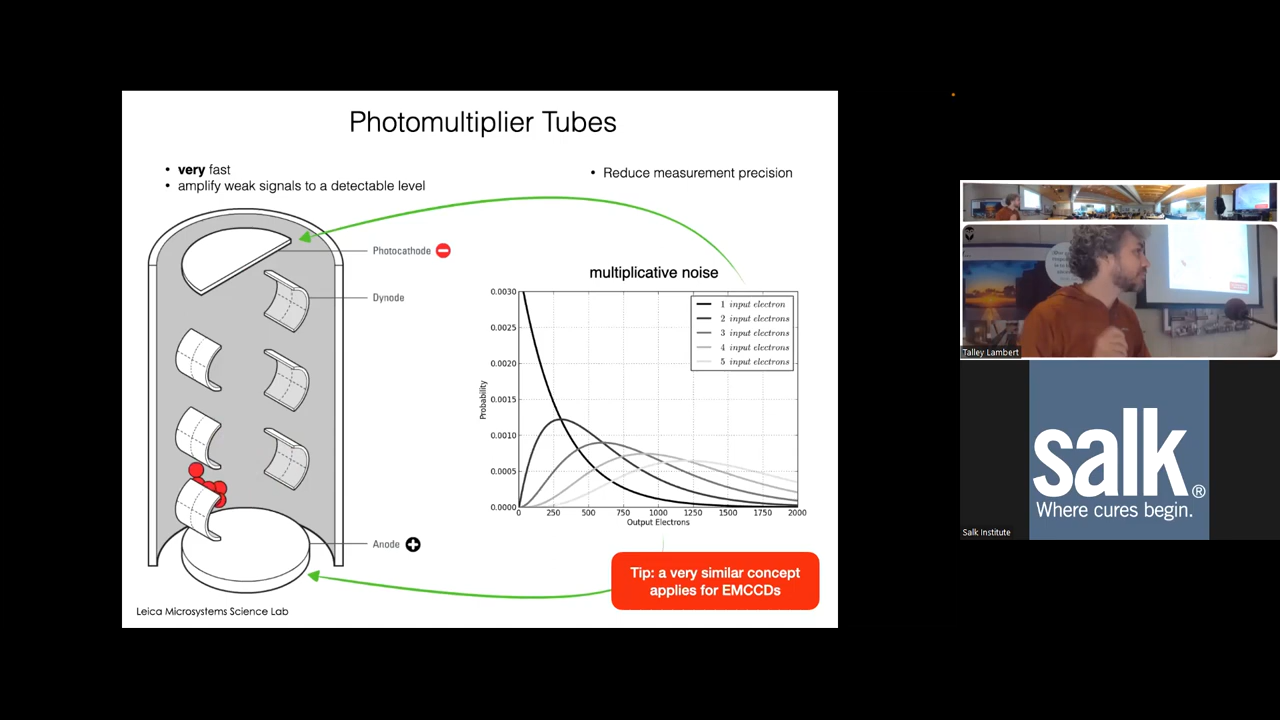 Photomultiplier Tubes
• very fast
• amplify weak signals to a detectable level
• Reduce measurement precision
Photocathode
Dynode
Anode
Leica Microsystems Science Lab
multiplicative noise
1 input electron
2 input electrons
3 input electrons
4 input electrons
5 input electrons
Probability
0.0030
0.0025
0.0020
0.0015
0.0010
0.0005
0.0000
0 250 500 750 1000 1250 1500 1750 2000
Output Electrons
Tip: a very similar concept
applies for EMCCDs
Talley Lambert
salk®
Where cures begin.
Salk Institute